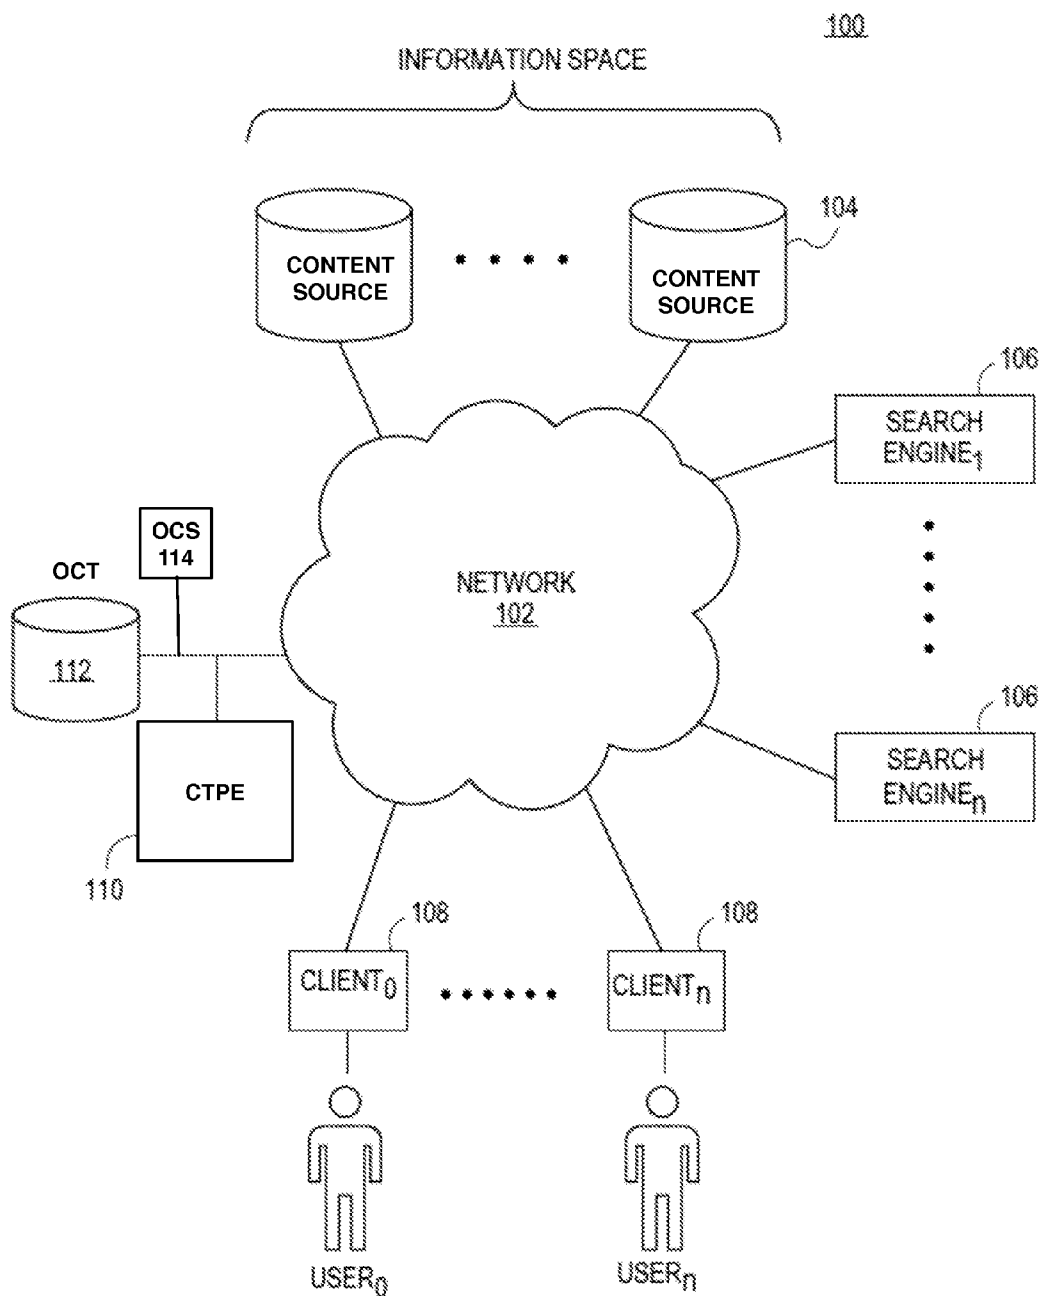 100
INFORMATION SPACE
CONTENT
SOURCE
CONTENT
SOURCE
104
106
SEARCH
ENGINE1
OCS
114
OCT
112
NETWORK
102
106
SEARCH
ENGINEn
CTPE
110
108
CLIENT0
108
CLIENTn
USER0
USERn